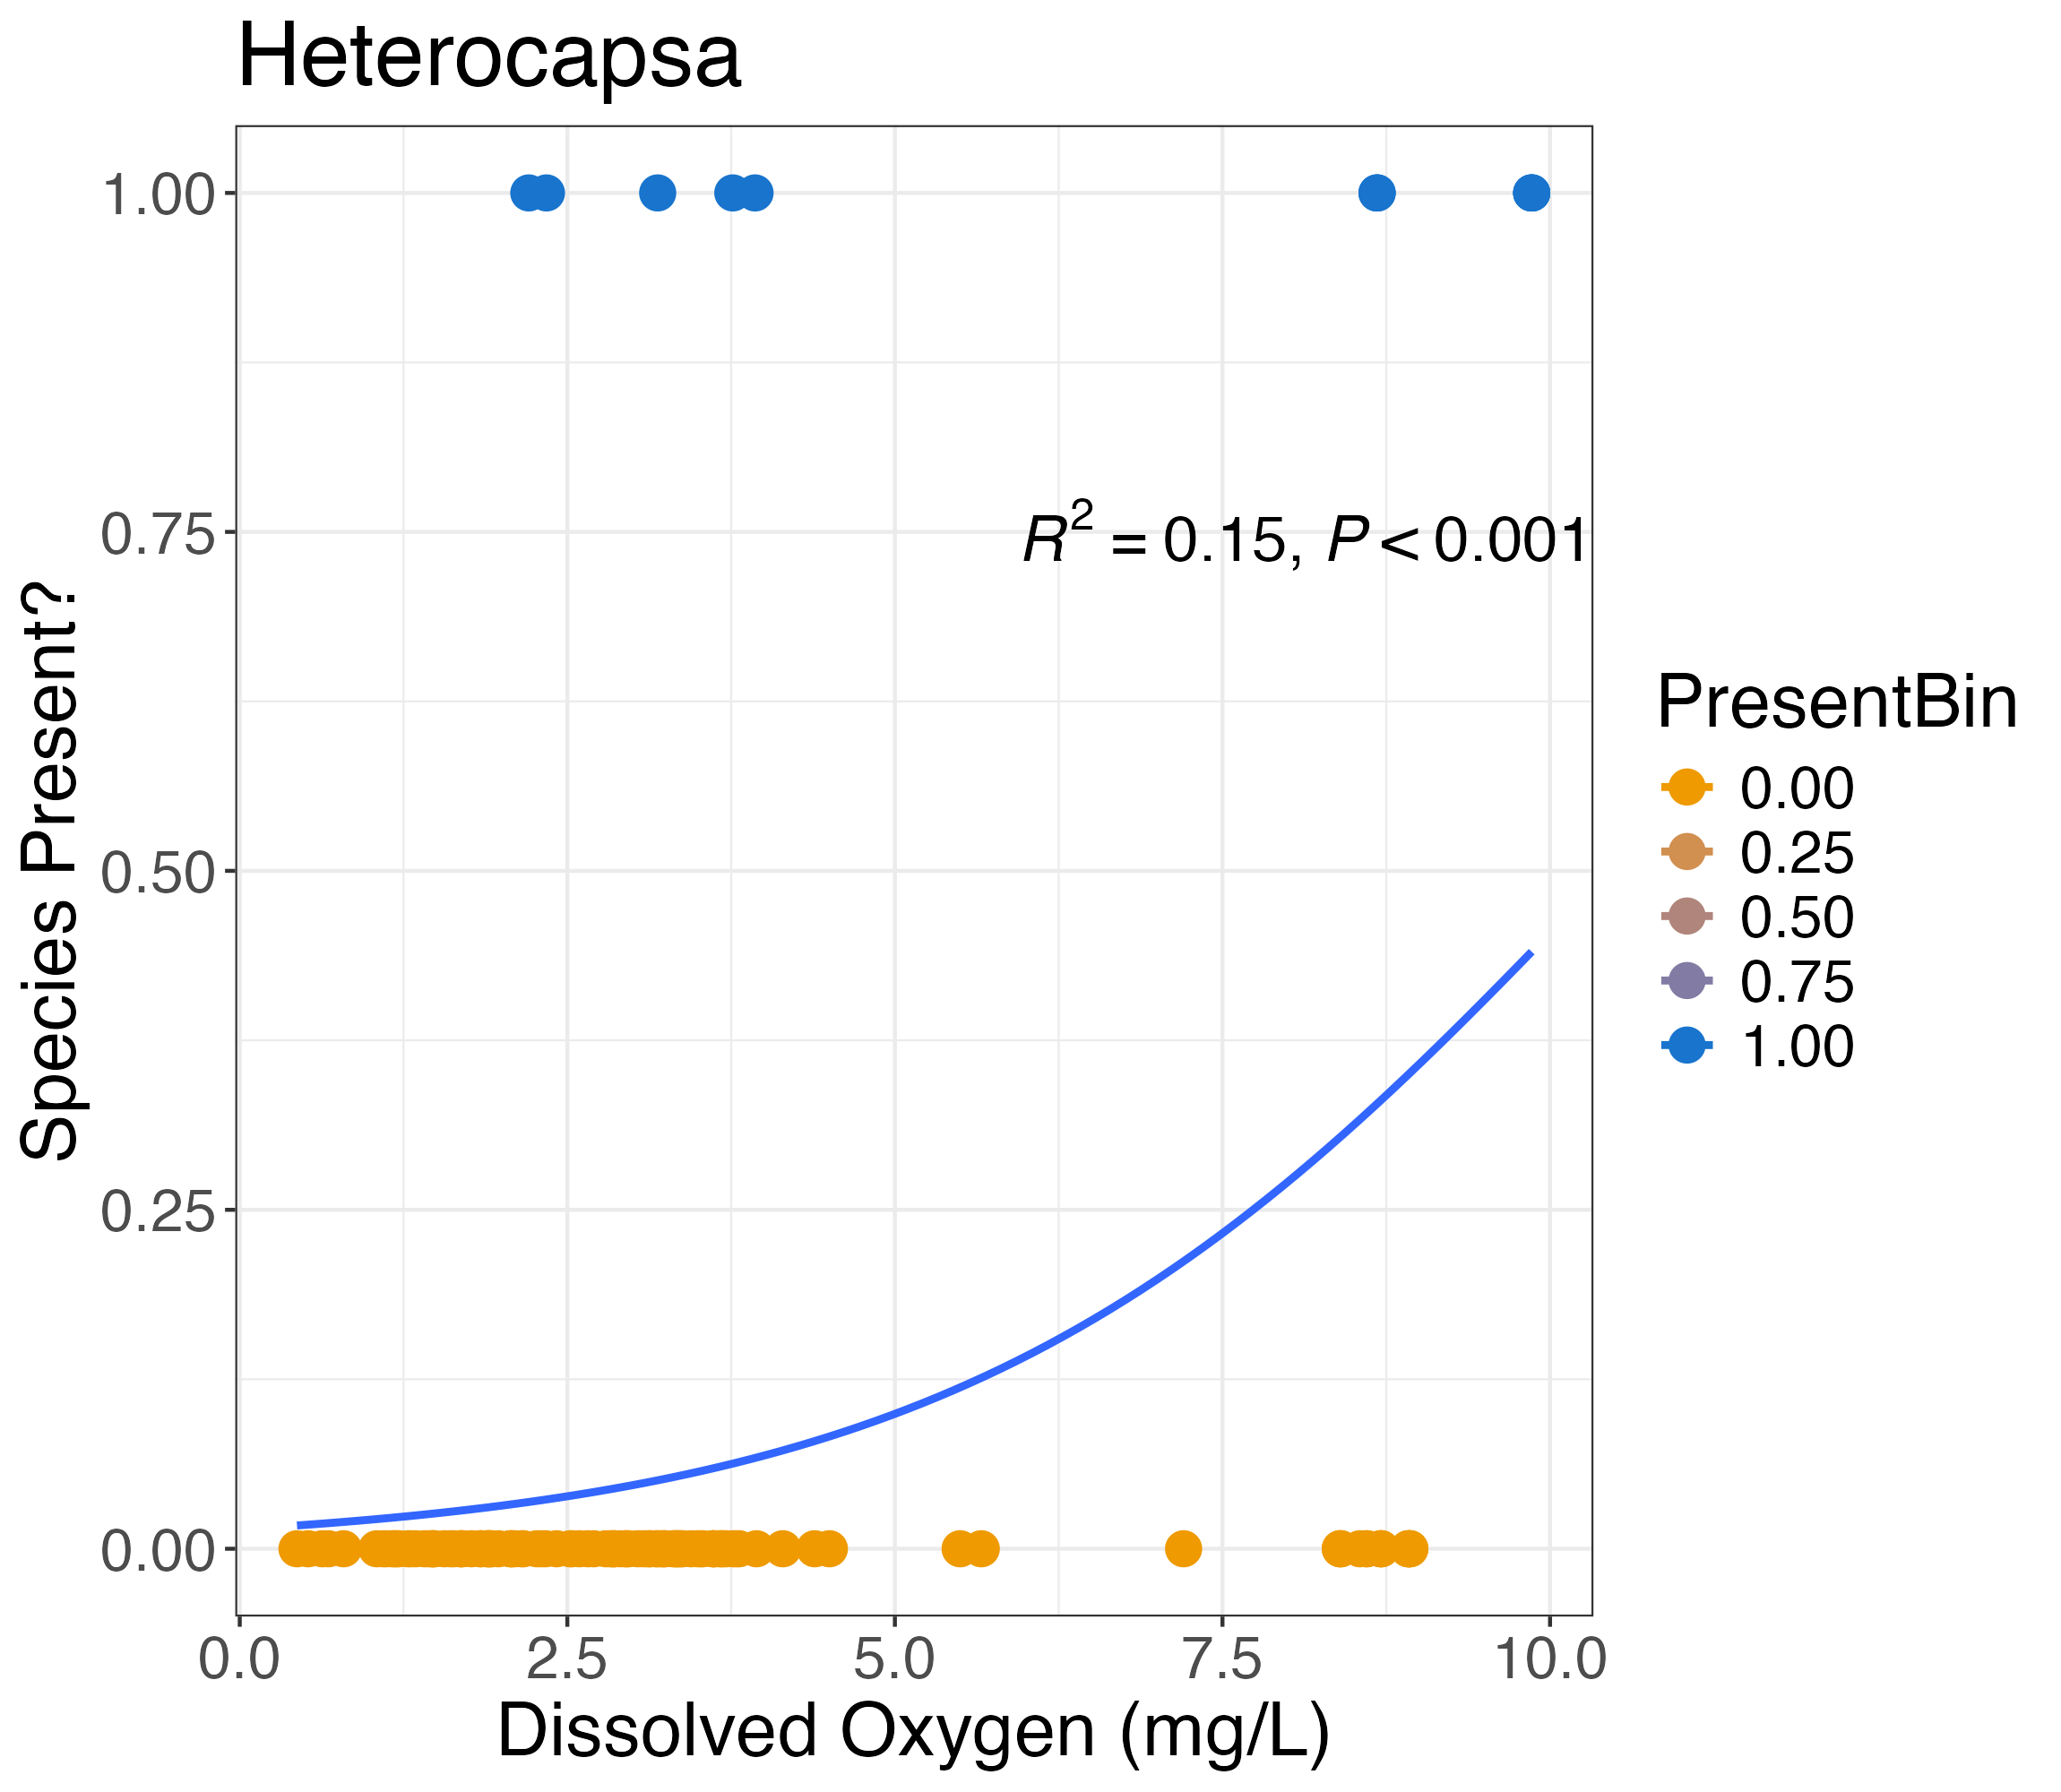 Heterocapsa
1.00
0.75
0.50
0.25
0.00
Species Present?
R2 = 0.15, P < 0.001
0.0 2.5 5.0 7.5 10.0
Dissolved Oxygen (mg/L)
PresentBin
0.00
0.25
0.50
0.75
1.00